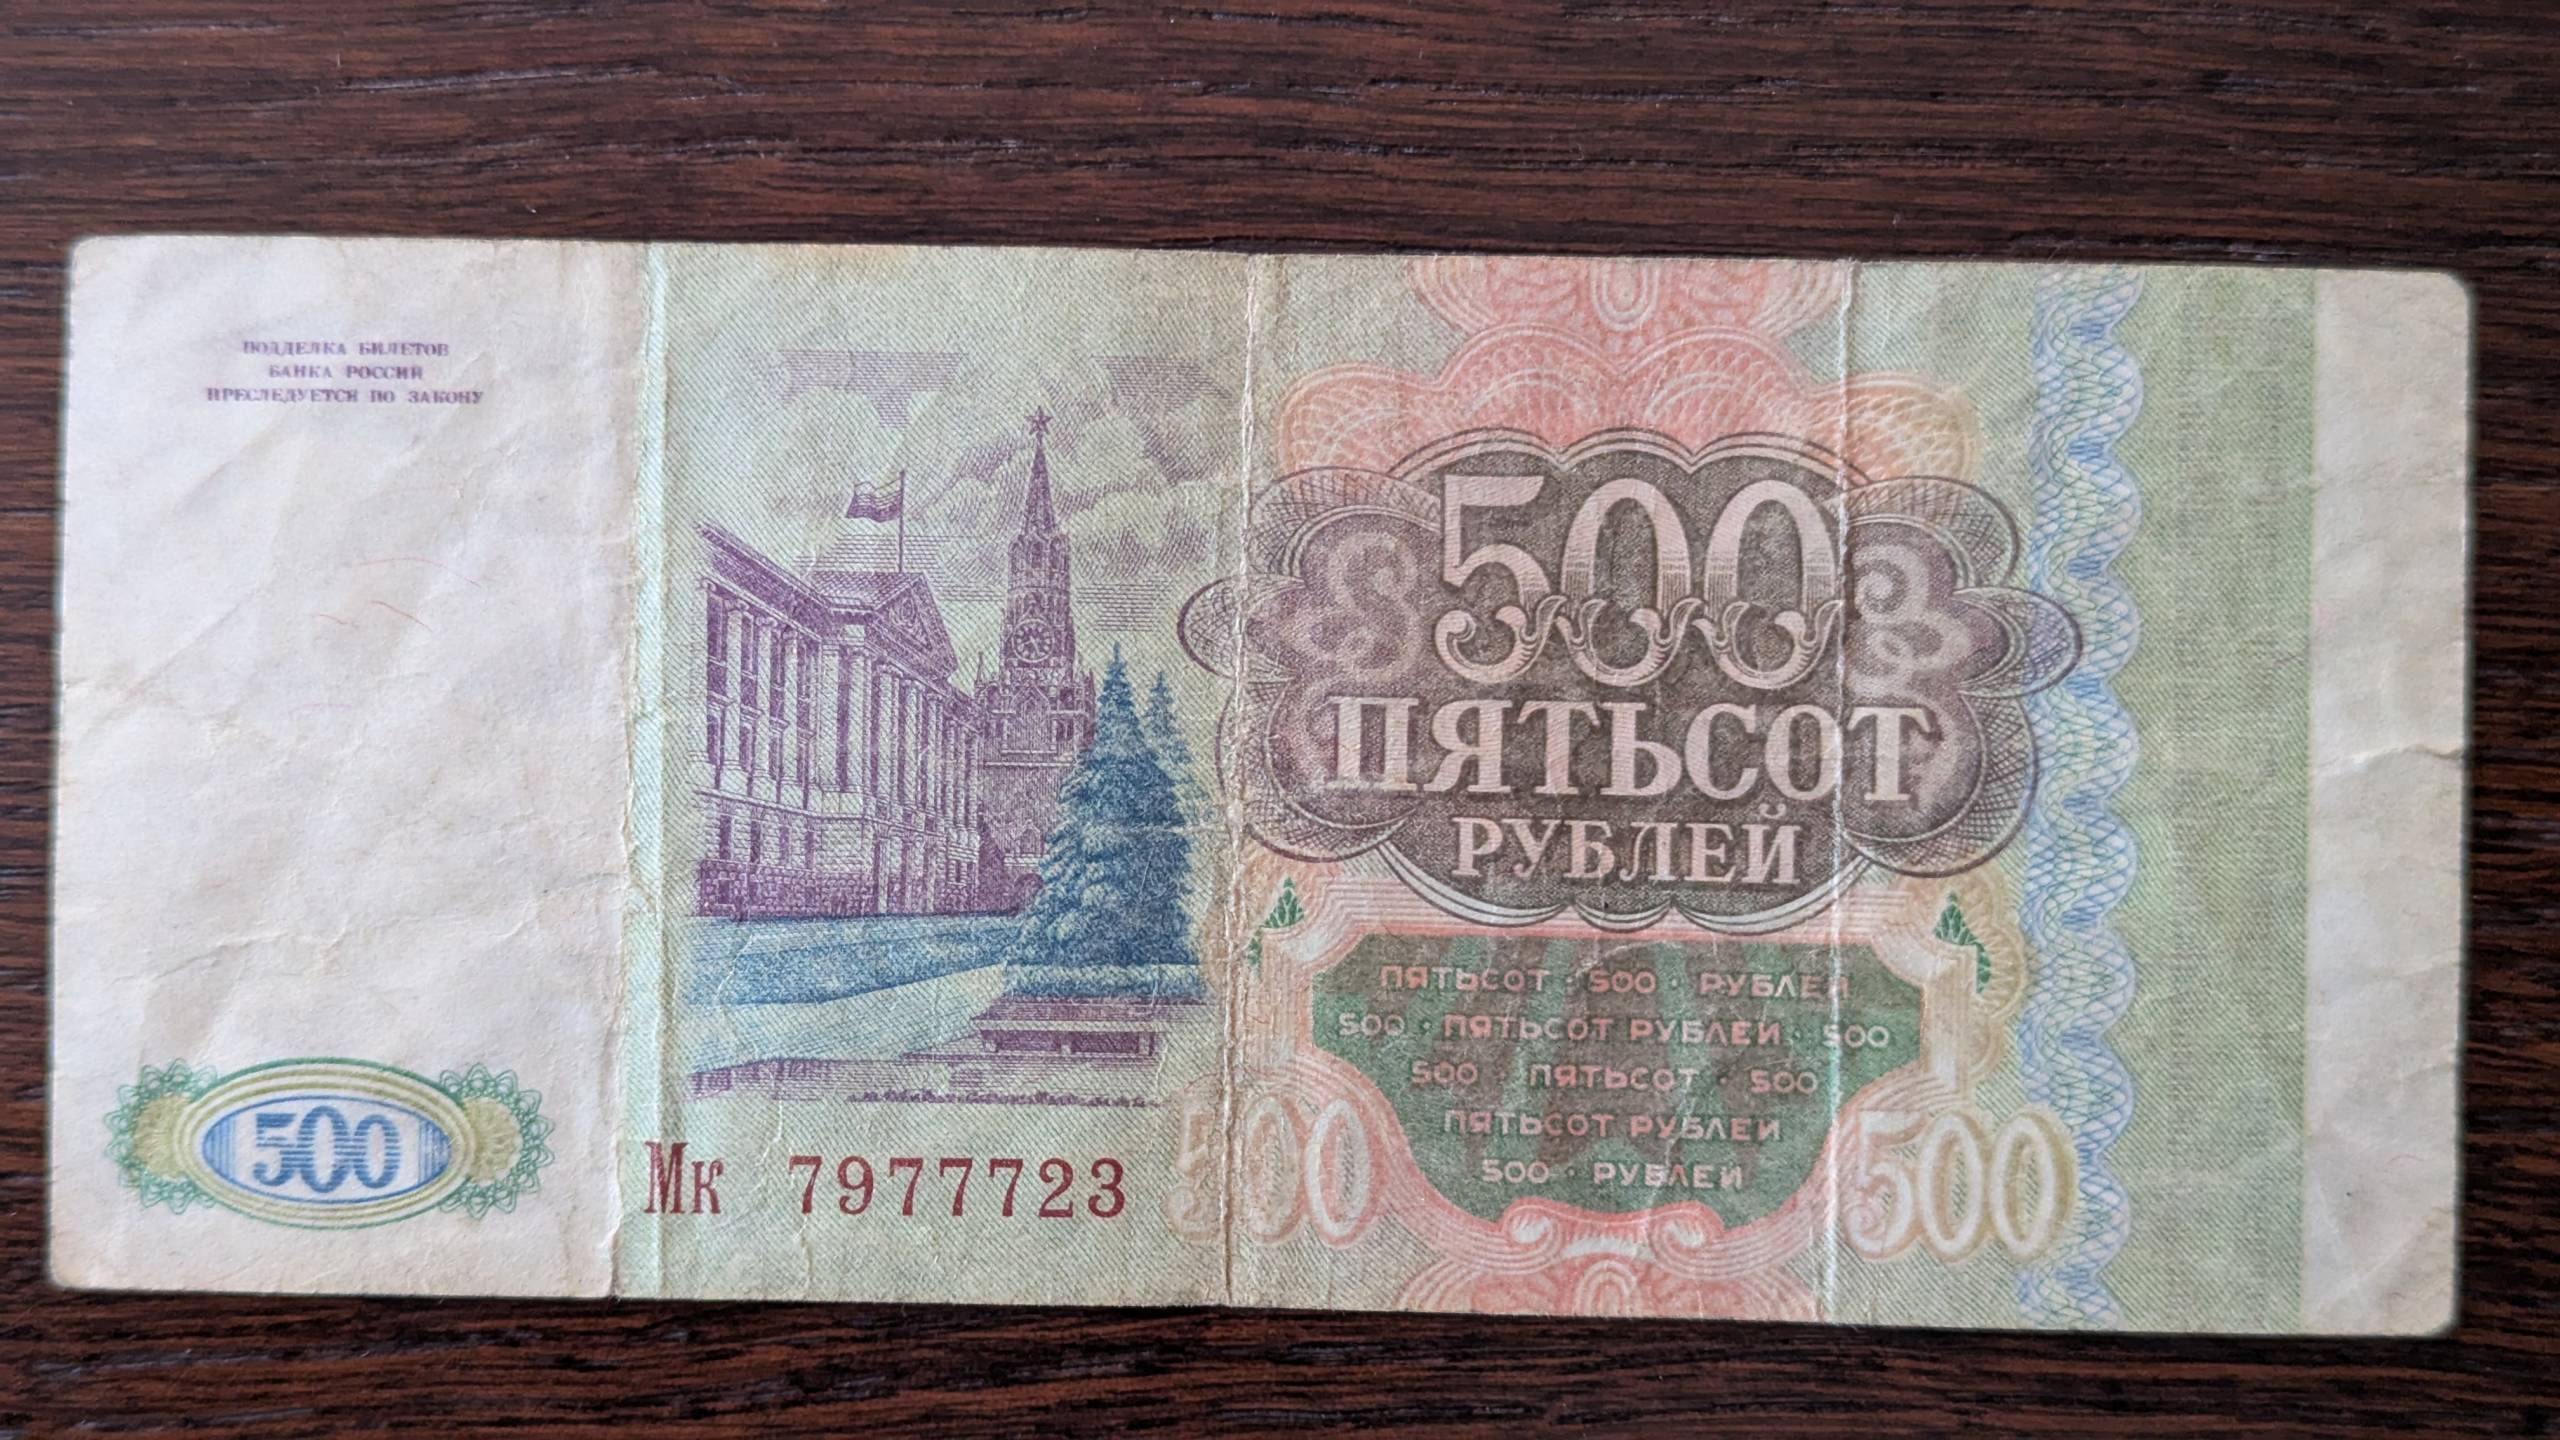 ПОДДЕЛКА БИЛЕТОВ
БАНКА РОССИИ
ПРЕСЛЕДУЕТСЯ ПО ЗАКОНУ
500
ПЯТЬСОТ
РУБЛЕЙ
ПЯТЬСОТ · 500 · РУБЛЕЙ
500 · ПЯТЬСОТ РУБЛЕЙ · 500
500 · ПЯТЬСОТ · 500
ПЯТЬСОТ РУБЛЕЙ
500 · РУБЛЕЙ
500
Мк 7977723
500
500